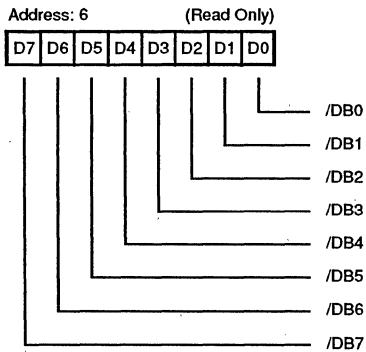 Address: 6 (Read Only)
D7 D6 D5 D4 D3 D2 D1 D0
/DB0
/DB1
/DB2
/DB3
/DB4
/DB5
/DB6
/DB7